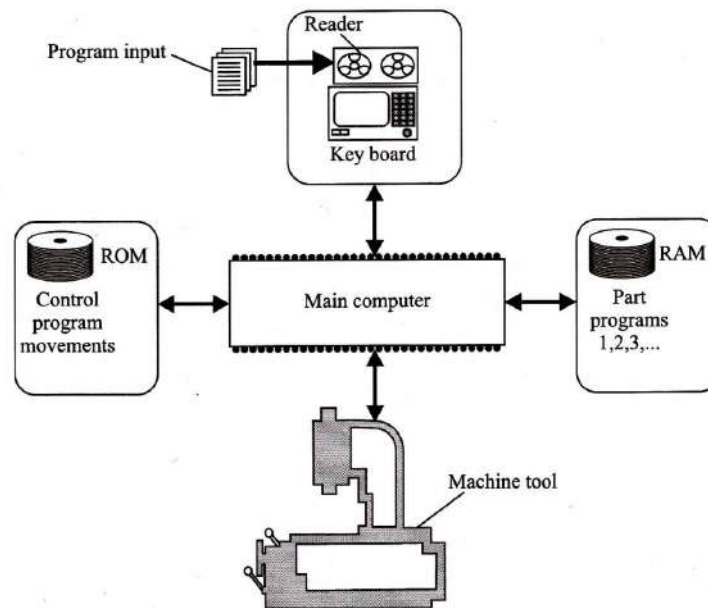 Reader
Program input
Key board
ROM
Control
program
movements
Main computer
RAM
Part
programs
1,2,3,...
Machine tool